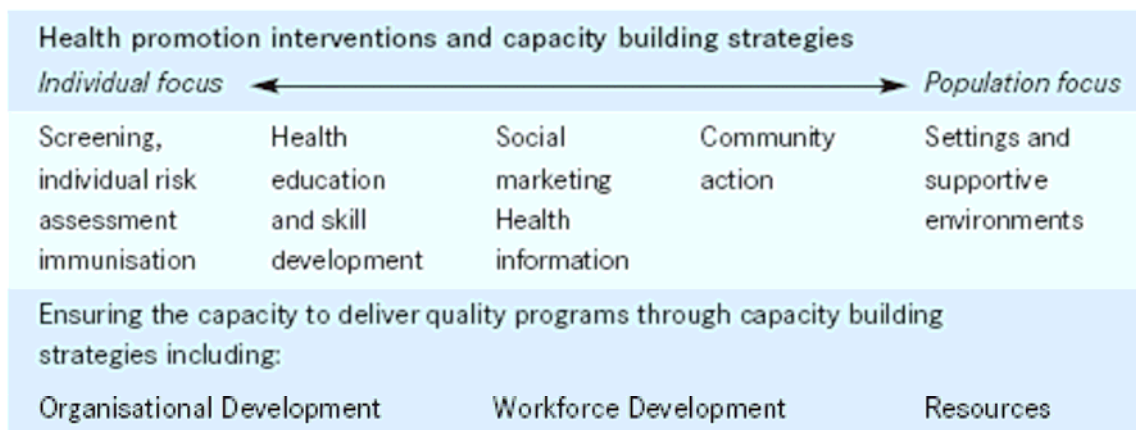 Health promotion interventions and capacity building strategies
Individual focus Population focus
Screening,
individual risk
assessment
immunisation
Health
education
and skill
development
Social
marketing
Health
information
Community
action
Settings and
supportive
environments
Ensuring the capacity to deliver quality programs through capacity building
strategies including:
Organisational Development Workforce Development Resources